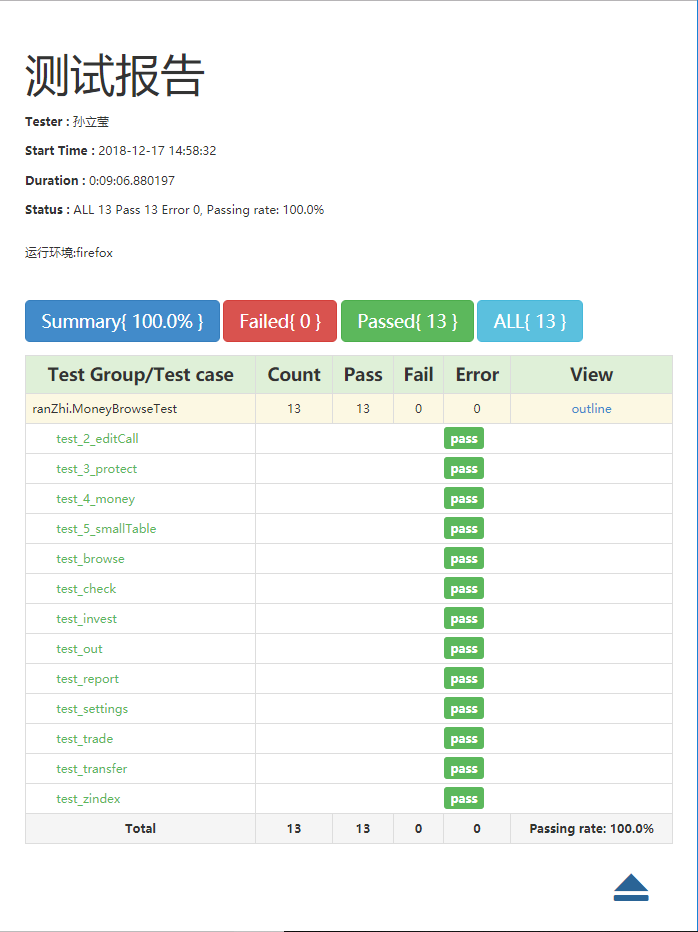 测试报告
Tester : 孙立莹
Start Time : 2018-12-17 14:58:32
Duration : 0:09:06.880197
Status : ALL 13 Pass 13 Error 0, Passing rate: 100.0%
运行环境:firefox
Summary{ 100.0% } Failed{ 0 } Passed{ 13 } ALL{ 13 }
Test Group/Test case Count Pass Fail Error View
ranZhi.MoneyBrowseTest 13 13 0 0 outline
test_2_editCall pass
test_3_protect pass
test_4_money pass
test_5_smallTable pass
test_browse pass
test_check pass
test_invest pass
test_out pass
test_report pass
test_settings pass
test_trade pass
test_transfer pass
test_zindex pass
Total 13 13 0 0 Passing rate: 100.0%